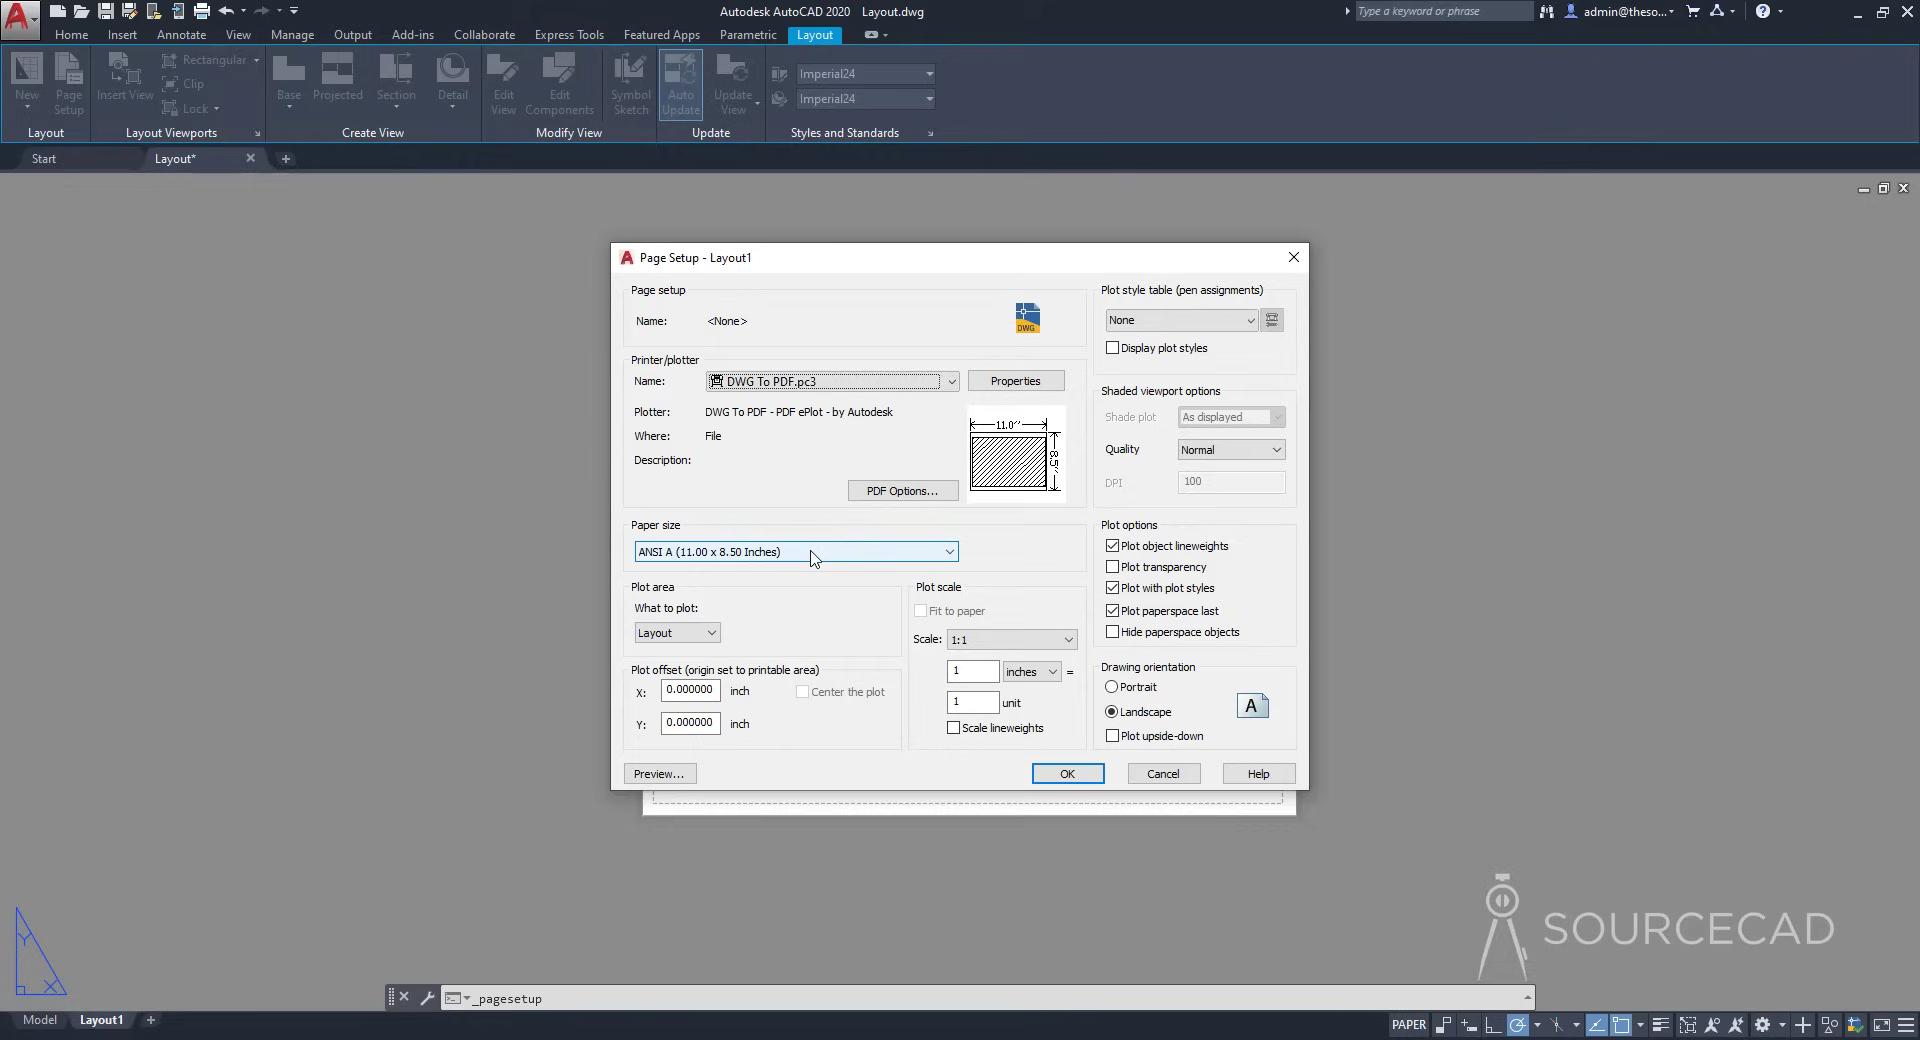 Autodesk AutoCAD 2020 Layout.dwg
Type a keyword or phrase
admin@theso...
Home Insert Annotate View Manage Output Add-ins Collaborate Express Tools Featured Apps Parametric Layout
New
Page Setup
Insert View
Rectangular
Clip
Lock
Base
Projected
Section
Detail
Edit View
Edit Components
Symbol Sketch
Auto Update
Update View
Imperial24
Imperial24
Layout Layout Viewports Create View Modify View Update Styles and Standards
Start Layout*
Page Setup - Layout1
Page setup
Name: <None>
DWG
Printer/plotter
Name: DWG To PDF.pc3 Properties
Plotter: DWG To PDF - PDF ePlot - by Autodesk
Where: File
Description:
11.0''
8.5''
PDF Options...
Paper size
ANSI A (11.00 x 8.50 Inches)
Plot area
What to plot:
Layout
Plot offset (origin set to printable area)
X: 0.000000 inch Center the plot
Y: 0.000000 inch
Plot scale
Fit to paper
Scale: 1:1
1 inches =
1 unit
Scale lineweights
Plot style table (pen assignments)
None
Display plot styles
Shaded viewport options
Shade plot As displayed
Quality Normal
DPI 100
Plot options
Plot object lineweights
Plot transparency
Plot with plot styles
Plot paperspace last
Hide paperspace objects
Drawing orientation
Portrait
Landscape
A
Plot upside-down
Preview... OK Cancel Help
Y
X
SOURCECAD
_pagesetup
Model Layout1
PAPER